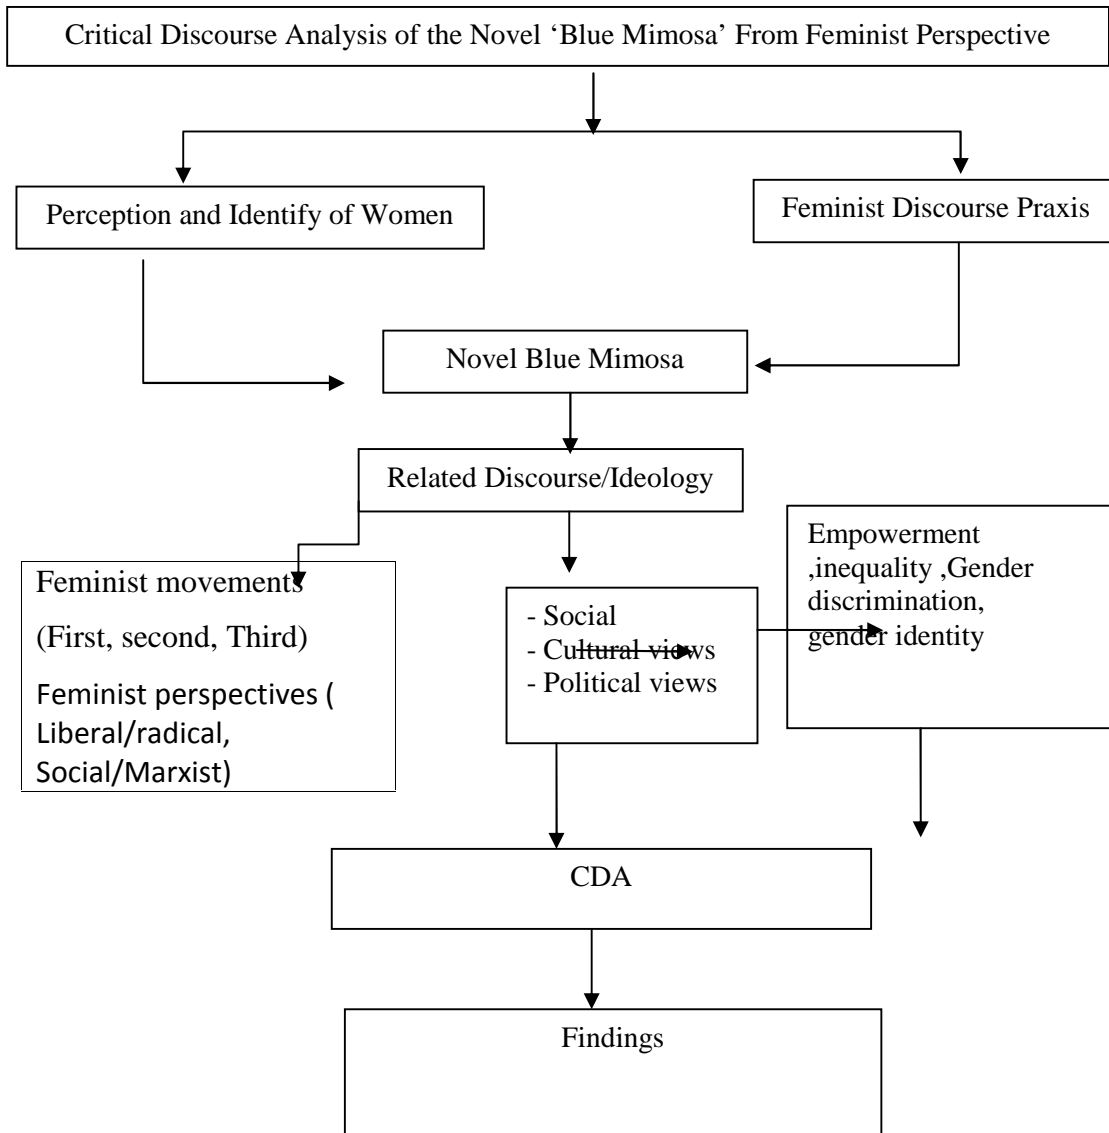 Critical Discourse Analysis of the Novel ‘Blue Mimosa’ From Feminist Perspective
Perception and Identify of Women
Feminist Discourse Praxis
Novel Blue Mimosa
Related Discourse/Ideology
Feminist movements
(First, second, Third)
Feminist perspectives (
Liberal/radical,
Social/Marxist)
- Social
- Cultural views
- Political views
Empowerment
,inequality ,Gender
discrimination,
gender identity
CDA
Findings